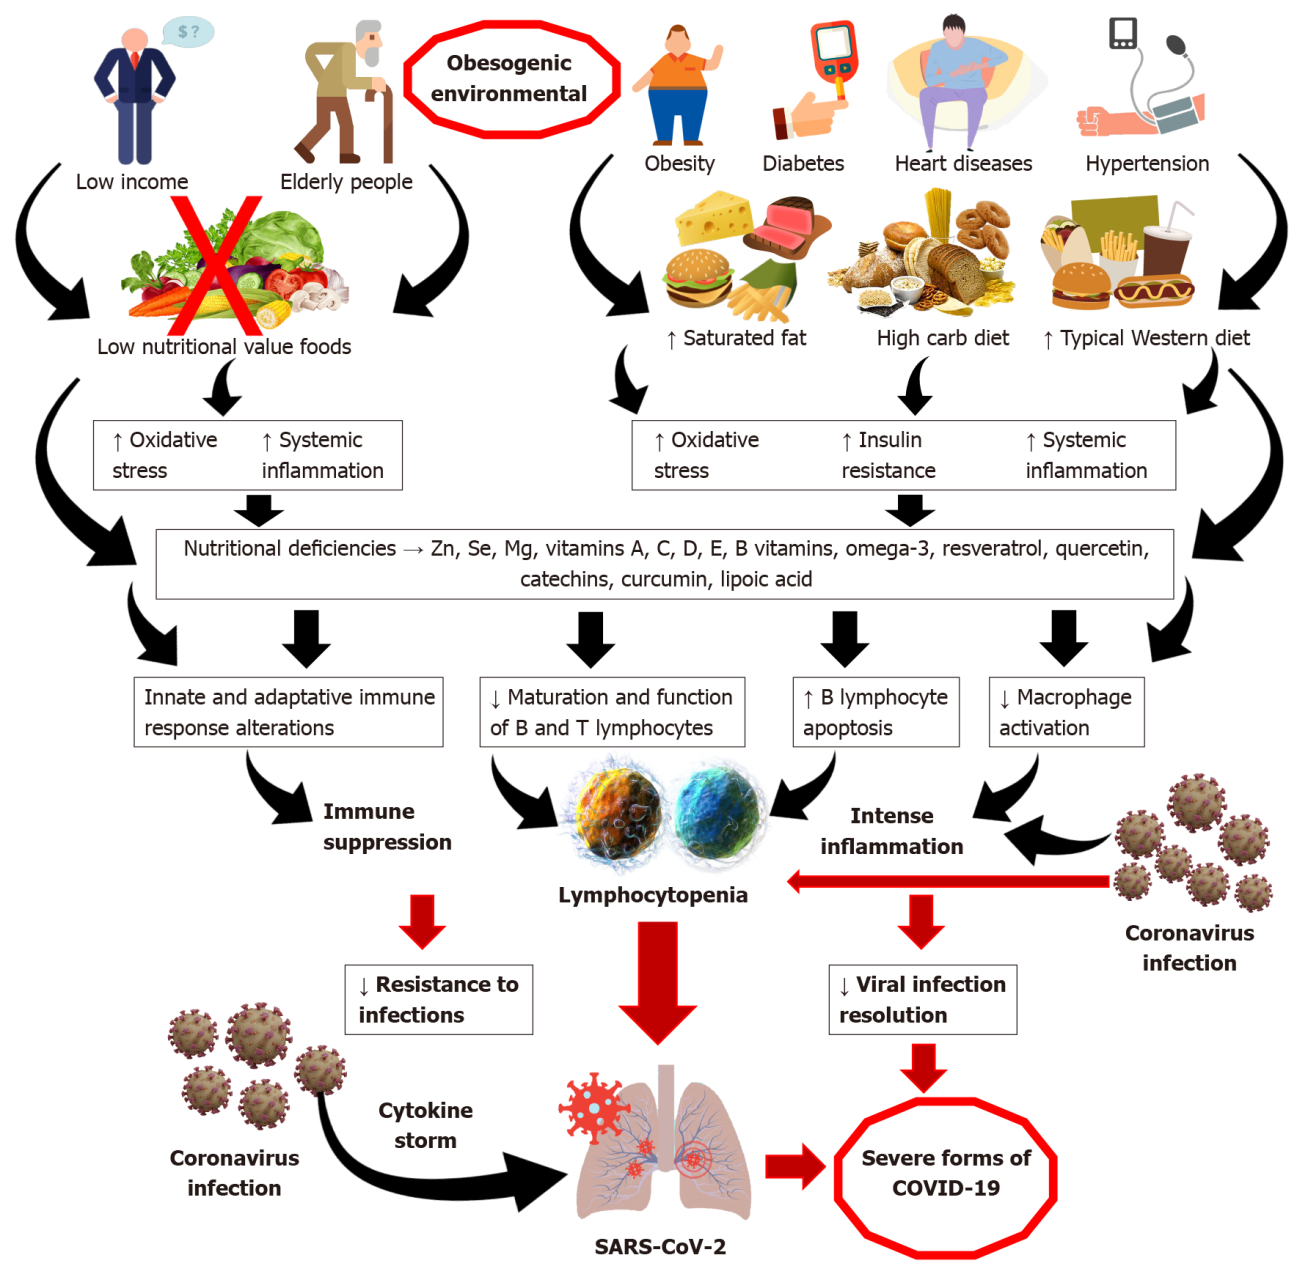 $ ?
Obesogenic
environmental
Low income
Elderly people
Obesity
Diabetes
Heart diseases
Hypertension
Low nutritional value foods
↑ Saturated fat
High carb diet
↑ Typical Western diet
↑ Oxidative
stress
↑ Systemic
inflammation
↑ Oxidative
stress
↑ Insulin
resistance
↑ Systemic
inflammation
Nutritional deficiencies → Zn, Se, Mg, vitamins A, C, D, E, B vitamins, omega-3, resveratrol, quercetin,
catechins, curcumin, lipoic acid
Innate and adaptative immune
response alterations
↓ Maturation and function
of B and T lymphocytes
↑ B lymphocyte
apoptosis
↓ Macrophage
activation
Immune
suppression
Lymphocytopenia
Intense
inflammation
Coronavirus
infection
↓ Resistance to
infections
↓ Viral infection
resolution
Coronavirus
infection
Cytokine
storm
SARS-CoV-2
Severe forms of
COVID-19